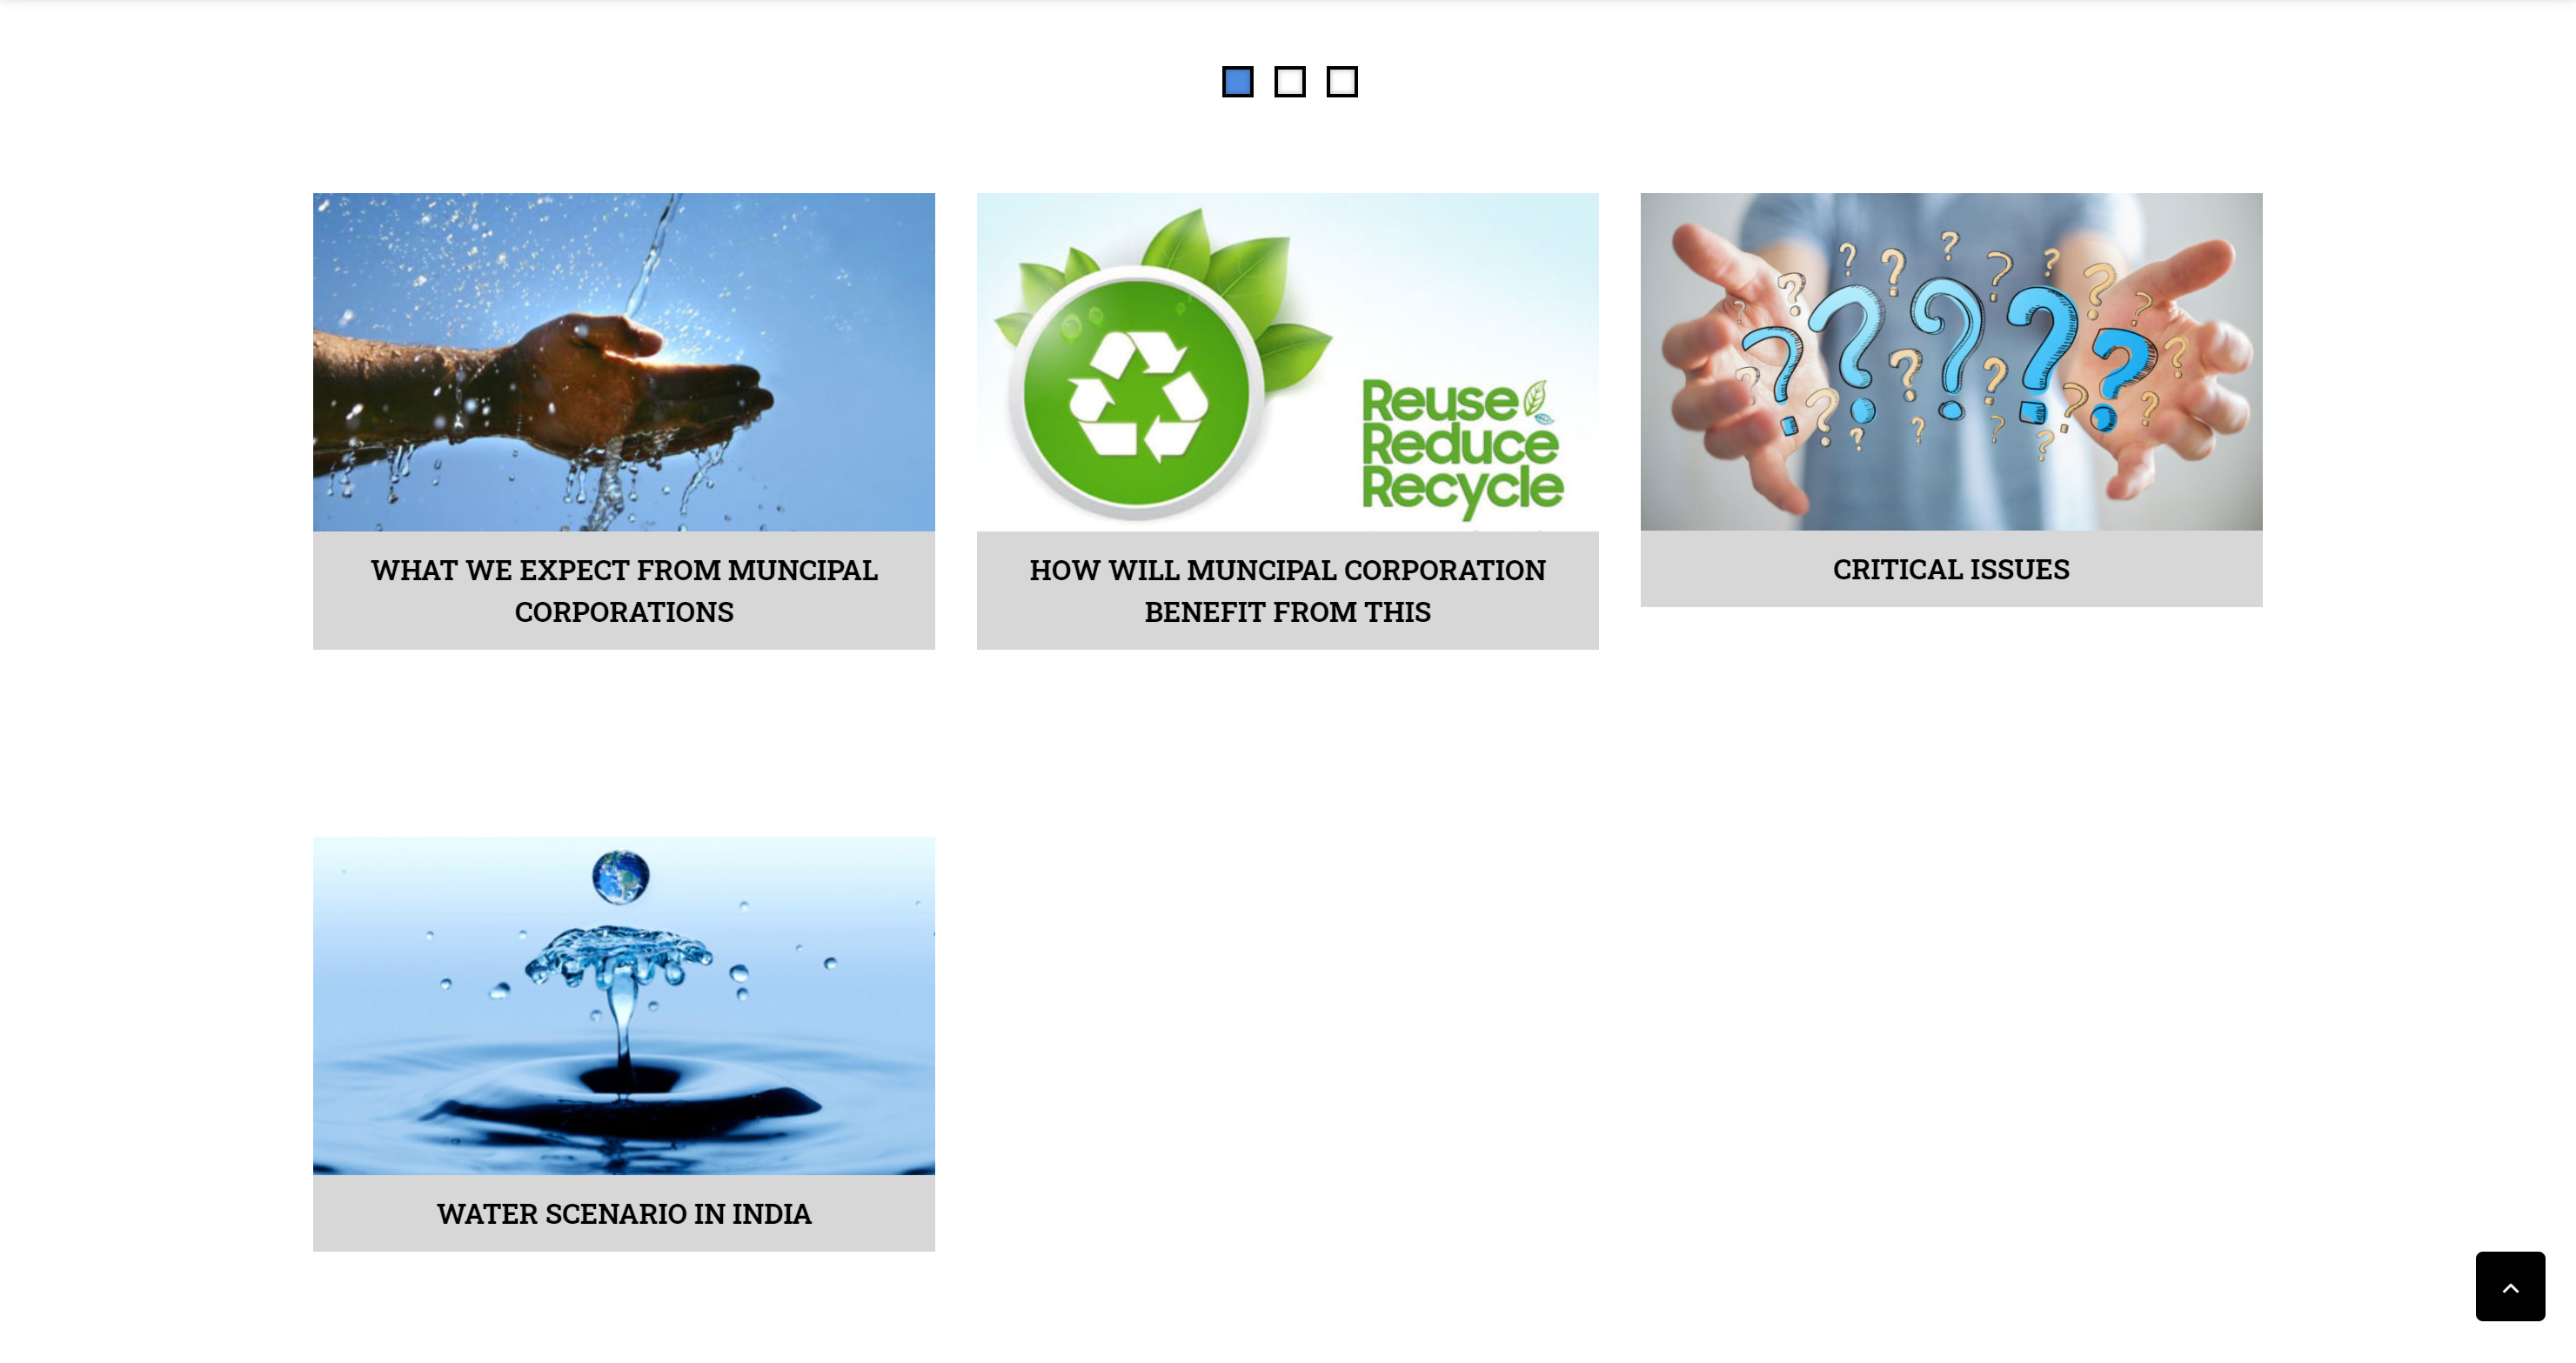 Reuse
Reduce
Recycle
WHAT WE EXPECT FROM MUNCIPAL
CORPORATIONS
HOW WILL MUNCIPAL CORPORATION
BENEFIT FROM THIS
CRITICAL ISSUES
WATER SCENARIO IN INDIA